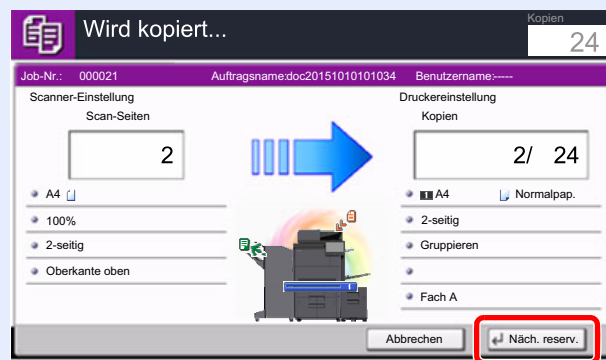 Wird kopiert...
Kopien
24
Job-Nr.: 000021 Auftragsname:doc20151010101034 Benutzername:-----
Scanner-Einstellung
Scan-Seiten
2
A4
100%
2-seitig
Oberkante oben
Druckereinstellung
Kopien
2/ 24
1 A4 Normalpap.
2-seitig
Gruppieren
Fach A
Abbrechen
Näch. reserv.